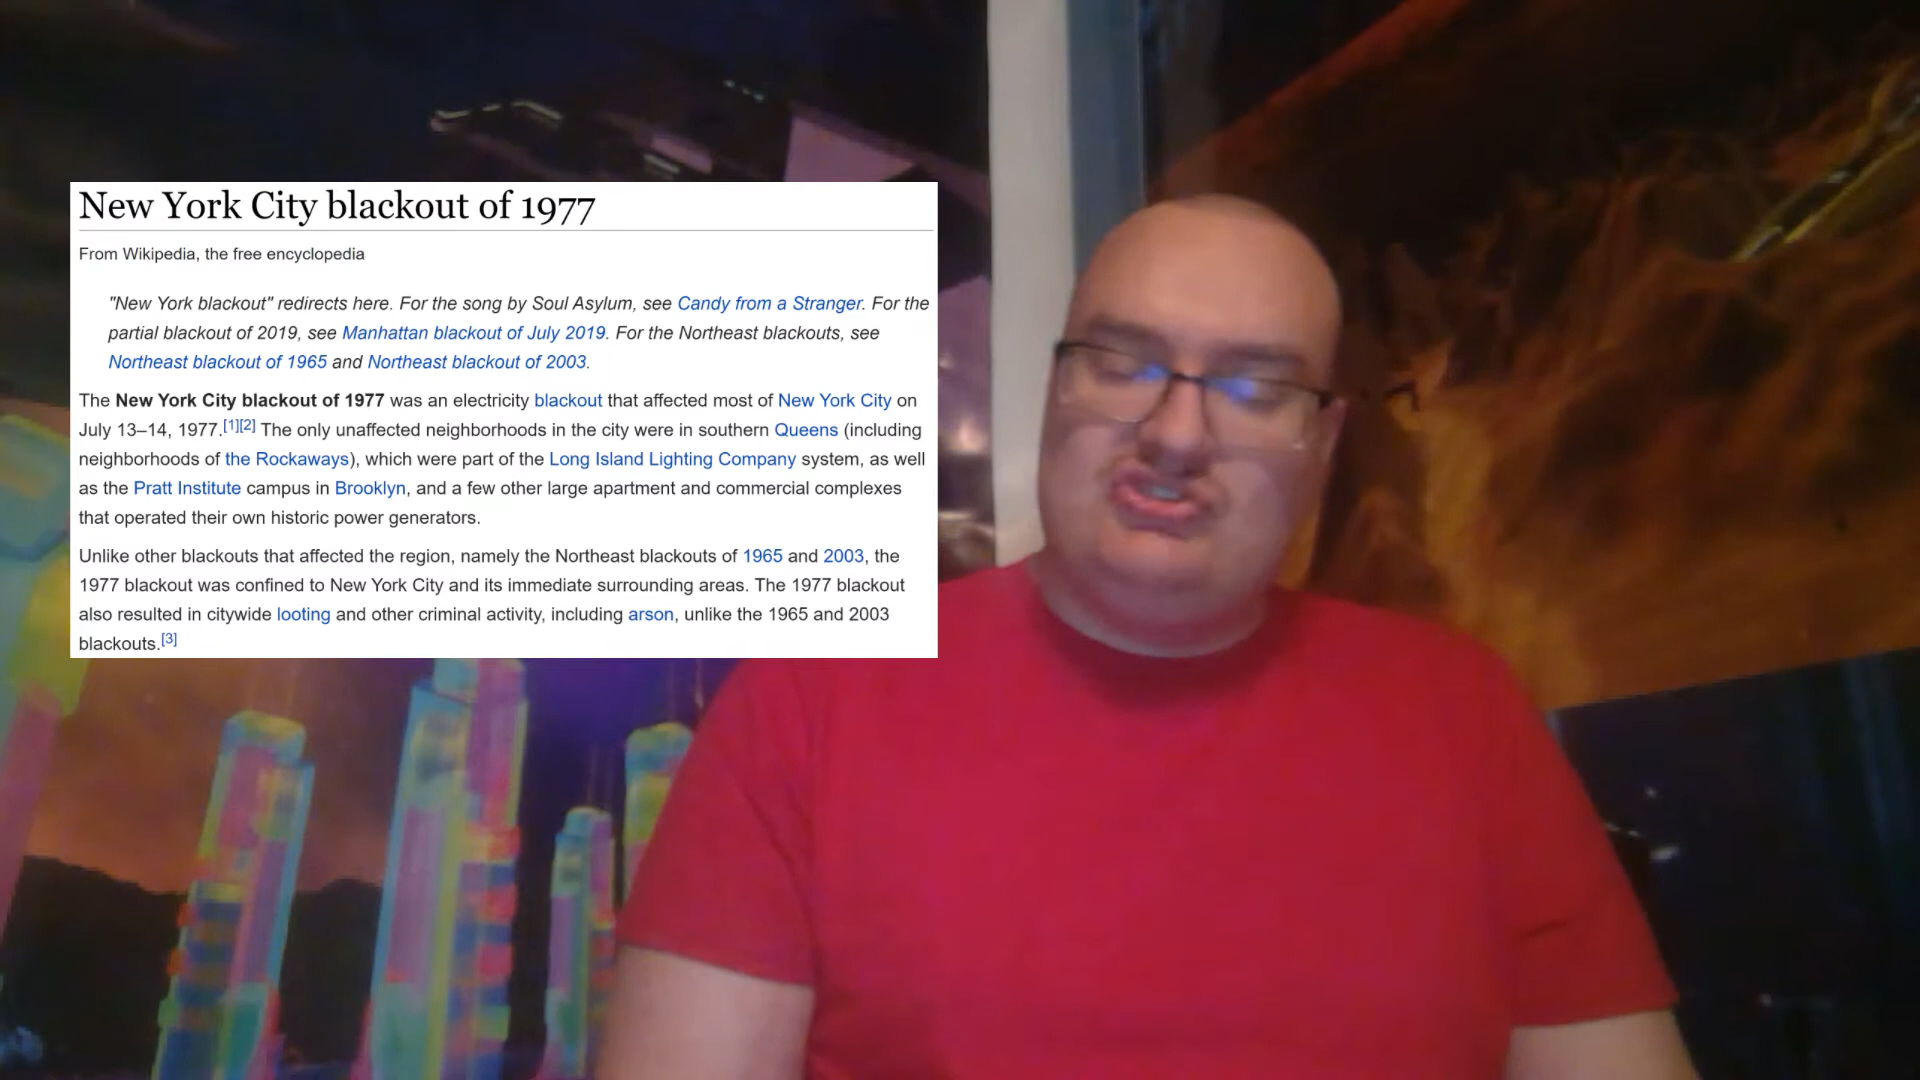 New York City blackout of 1977
From Wikipedia, the free encyclopedia
"New York blackout" redirects here. For the song by Soul Asylum, see Candy from a Stranger. For the
partial blackout of 2019, see Manhattan blackout of July 2019. For the Northeast blackouts, see
Northeast blackout of 1965 and Northeast blackout of 2003.
The New York City blackout of 1977 was an electricity blackout that affected most of New York City on
July 13–14, 1977.[1][2] The only unaffected neighborhoods in the city were in southern Queens (including
neighborhoods of the Rockaways), which were part of the Long Island Lighting Company system, as well
as the Pratt Institute campus in Brooklyn, and a few other large apartment and commercial complexes
that operated their own historic power generators.
Unlike other blackouts that affected the region, namely the Northeast blackouts of 1965 and 2003, the
1977 blackout was confined to New York City and its immediate surrounding areas. The 1977 blackout
also resulted in citywide looting and other criminal activity, including arson, unlike the 1965 and 2003
blackouts.[3]